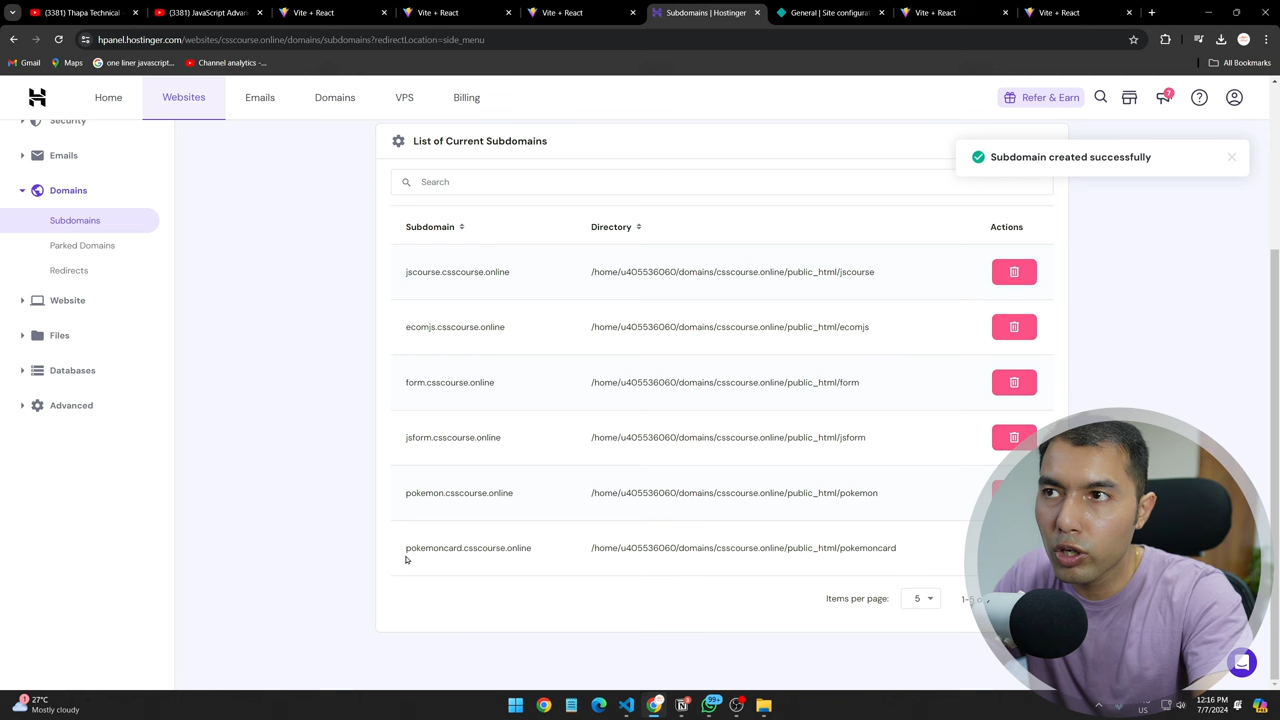 (3381) Thapa Technical
(3381) JavaScript Advan
Vite + React
Vite + React
Vite + React
Subdomains | Hostinger
General | Site configurat
Vite + React
Vite + React
hpanel.hostinger.com/websites/csscourse.online/domains/subdomains?redirectLocation=side_menu
Gmail
Maps
one liner javascript...
Channel analytics -...
All Bookmarks
Home
Websites
Emails
Domains
VPS
Billing
Refer & Earn
7
Security
Emails
Domains
Subdomains
Parked Domains
Redirects
Website
Files
Databases
Advanced
List of Current Subdomains
Subdomain created successfully
Search
Subdomain
Directory
Actions
jscourse.csscourse.online
/home/u405536060/domains/csscourse.online/public_html/jscourse
ecomjs.csscourse.online
/home/u405536060/domains/csscourse.online/public_html/ecomjs
form.csscourse.online
/home/u405536060/domains/csscourse.online/public_html/form
jsform.csscourse.online
/home/u405536060/domains/csscourse.online/public_html/jsform
pokemon.csscourse.online
/home/u405536060/domains/csscourse.online/public_html/pokemon
pokemoncard.csscourse.online
/home/u405536060/domains/csscourse.online/public_html/pokemoncard
Items per page:
5
1-5
1
27°C
Mostly cloudy
99+
US
12:16 PM
7/7/2024